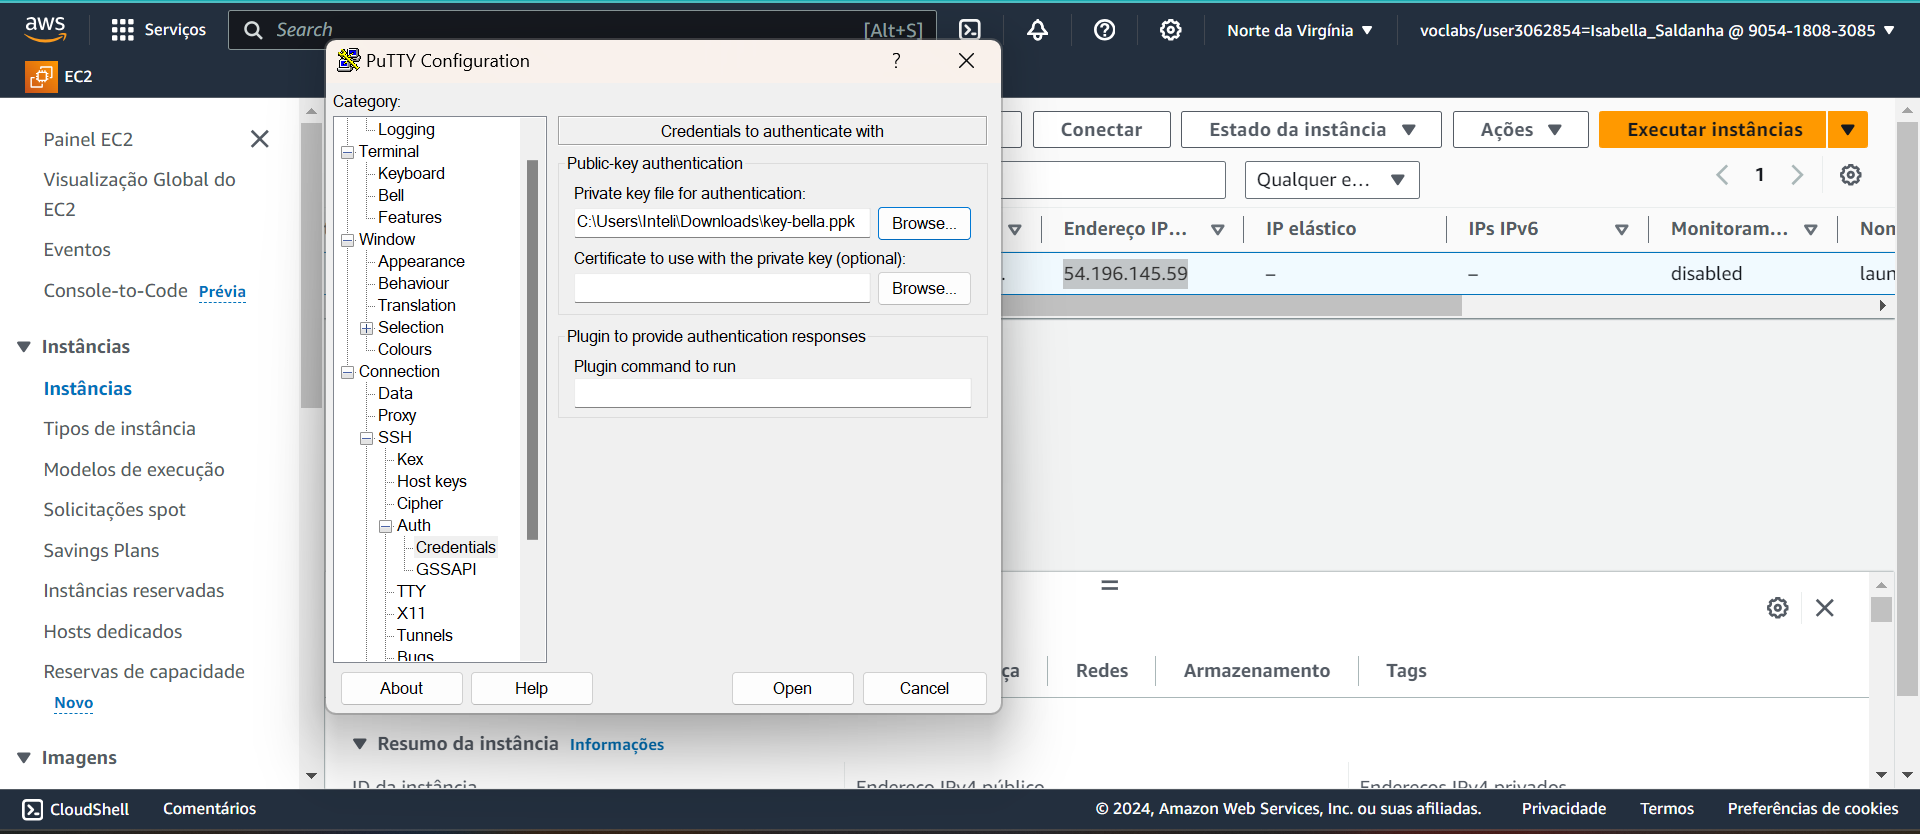 aws
Serviços
Search
[Alt+S]
Norte da Virgínia
voclabs/user3062854=Isabella_Saldanha @ 9054-1808-3085
EC2
Painel EC2
Visualização Global do
EC2
Eventos
Console-to-Code Prévia
Instâncias
Instâncias
Tipos de instância
Modelos de execução
Solicitações spot
Savings Plans
Instâncias reservadas
Hosts dedicados
Reservas de capacidade
Novo
Imagens
PuTTY Configuration
?
Category:
Logging
Terminal
Keyboard
Bell
Features
Window
Appearance
Behaviour
Translation
Selection
Colours
Connection
Data
Proxy
SSH
Kex
Host keys
Cipher
Auth
Credentials
GSSAPI
TTY
X11
Tunnels
Bugs
Credentials to authenticate with
Public-key authentication
Private key file for authentication:
C:\Users\Inteli\Downloads\key-bella.ppk
Browse...
Certificate to use with the private key (optional):
Browse...
Plugin to provide authentication responses
Plugin command to run
About
Help
Open
Cancel
Conectar
Estado da instância
Ações
Executar instâncias
Qualquer e...
1
Endereço IP...
IP elástico
IPs IPv6
Monitoram...
Non
54.196.145.59
–
–
disabled
laun
ça
Redes
Armazenamento
Tags
Resumo da instância Informações
ID da instância
Endereço IPv4 público
Endereços IPv4 privados
CloudShell
Comentários
© 2024, Amazon Web Services, Inc. ou suas afiliadas.
Privacidade
Termos
Preferências de cookies